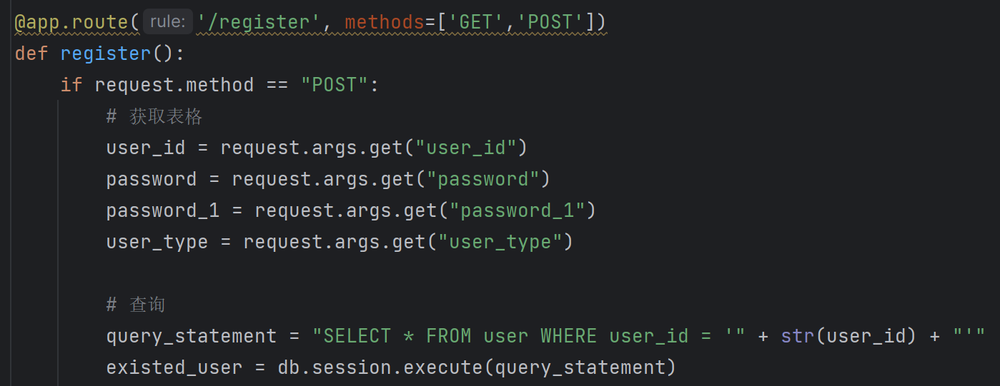 @app.route( rule: '/register', methods=['GET','POST'])
def register():
if request.method == "POST":
# 获取表格
user_id = request.args.get("user_id")
password = request.args.get("password")
password_1 = request.args.get("password_1")
user_type = request.args.get("user_type")
# 查询
query_statement = "SELECT * FROM user WHERE user_id = '" + str(user_id) + "'"
existed_user = db.session.execute(query_statement)